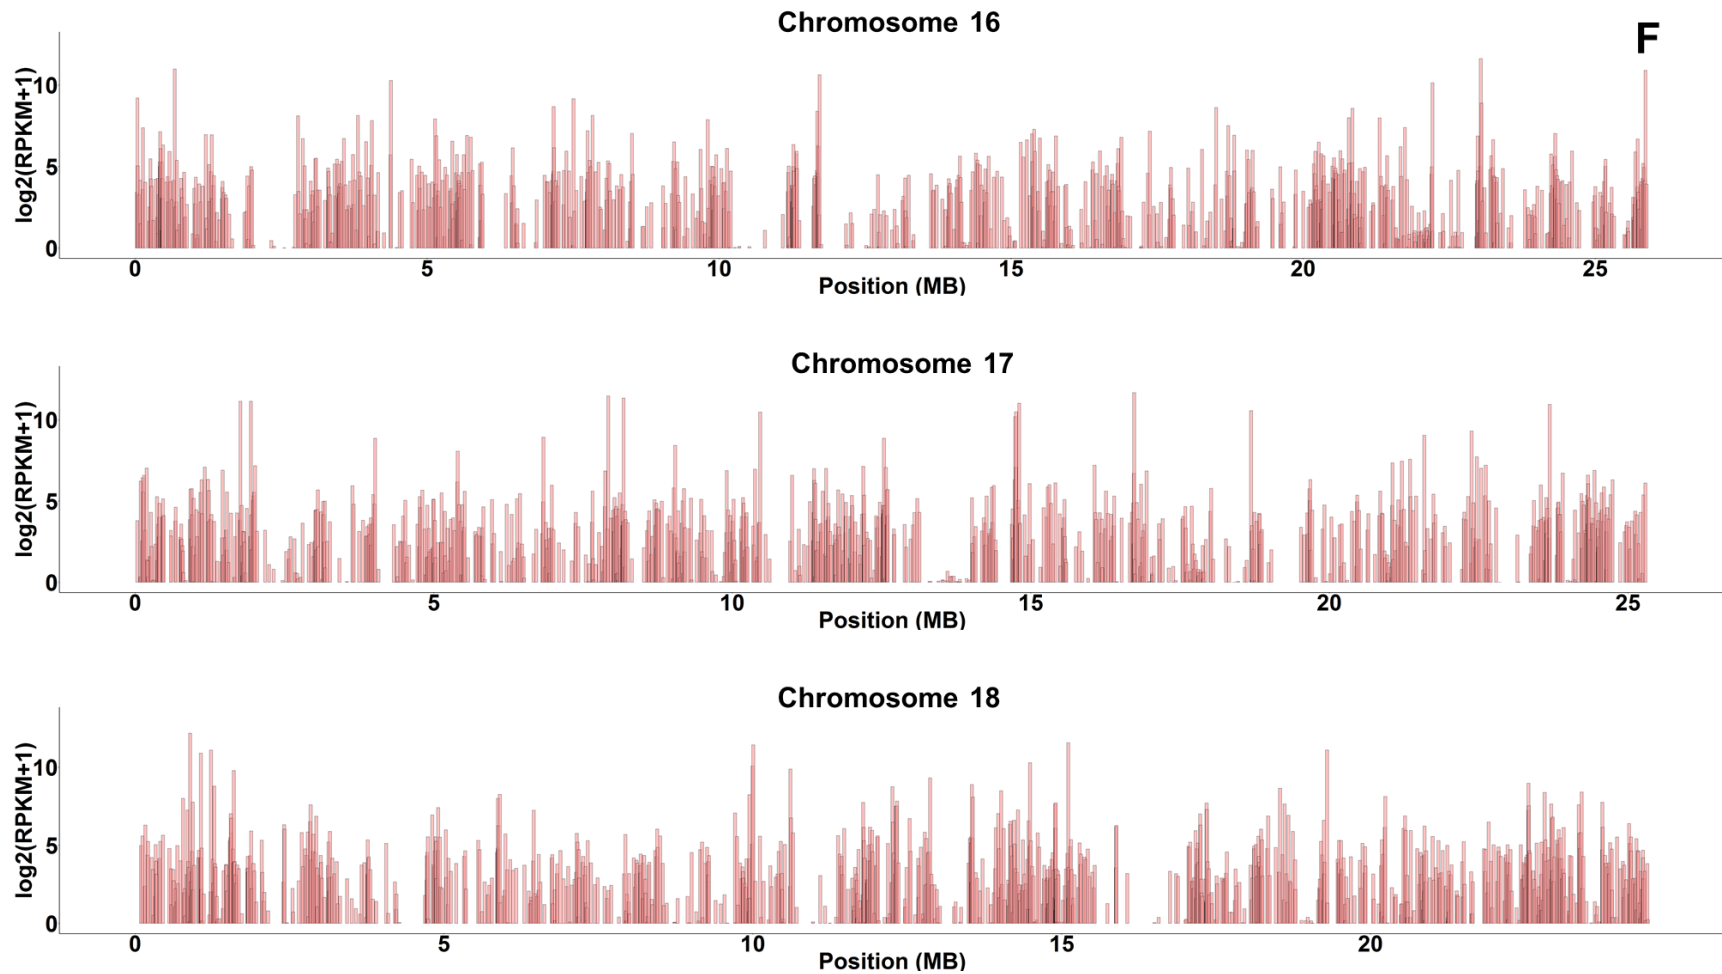 Chromosome 16
F
log2(RPKM+1)
10
5
0
0 5 10 15 20 25
Position (MB)
Chromosome 17
log2(RPKM+1)
10
5
0
0 5 10 15 20 25
Position (MB)
Chromosome 18
log2(RPKM+1)
10
5
0
0 5 10 15 20
Position (MB)